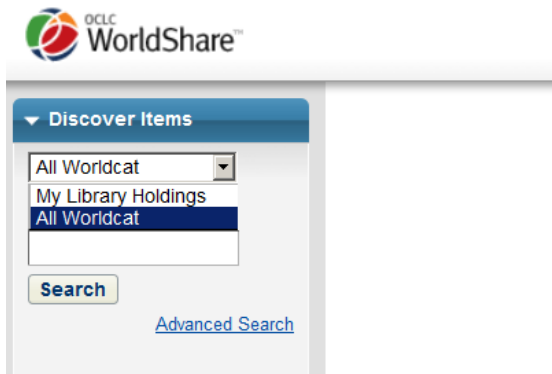 OCLC
WorldShare™
Discover Items
All Worldcat
My Library Holdings
All Worldcat
Search
Advanced Search